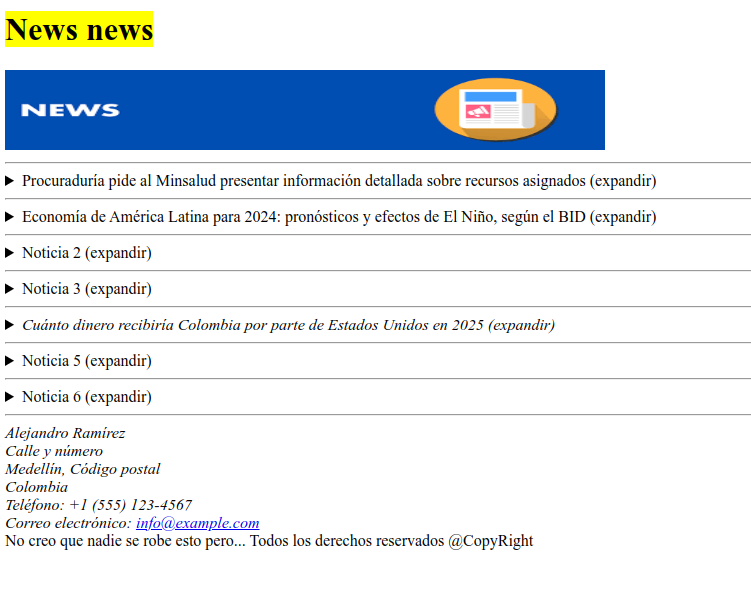 News news
NEWS
Procuraduría pide al Minsalud presentar información detallada sobre recursos asignados (expandir)
Economía de América Latina para 2024: pronósticos y efectos de El Niño, según el BID (expandir)
Noticia 2 (expandir)
Noticia 3 (expandir)
Cuánto dinero recibiría Colombia por parte de Estados Unidos en 2025 (expandir)
Noticia 5 (expandir)
Noticia 6 (expandir)
Alejandro Ramírez
Calle y número
Medellín, Código postal
Colombia
Teléfono: +1 (555) 123-4567
Correo electrónico: info@example.com
No creo que nadie se robe esto pero... Todos los derechos reservados @CopyRight